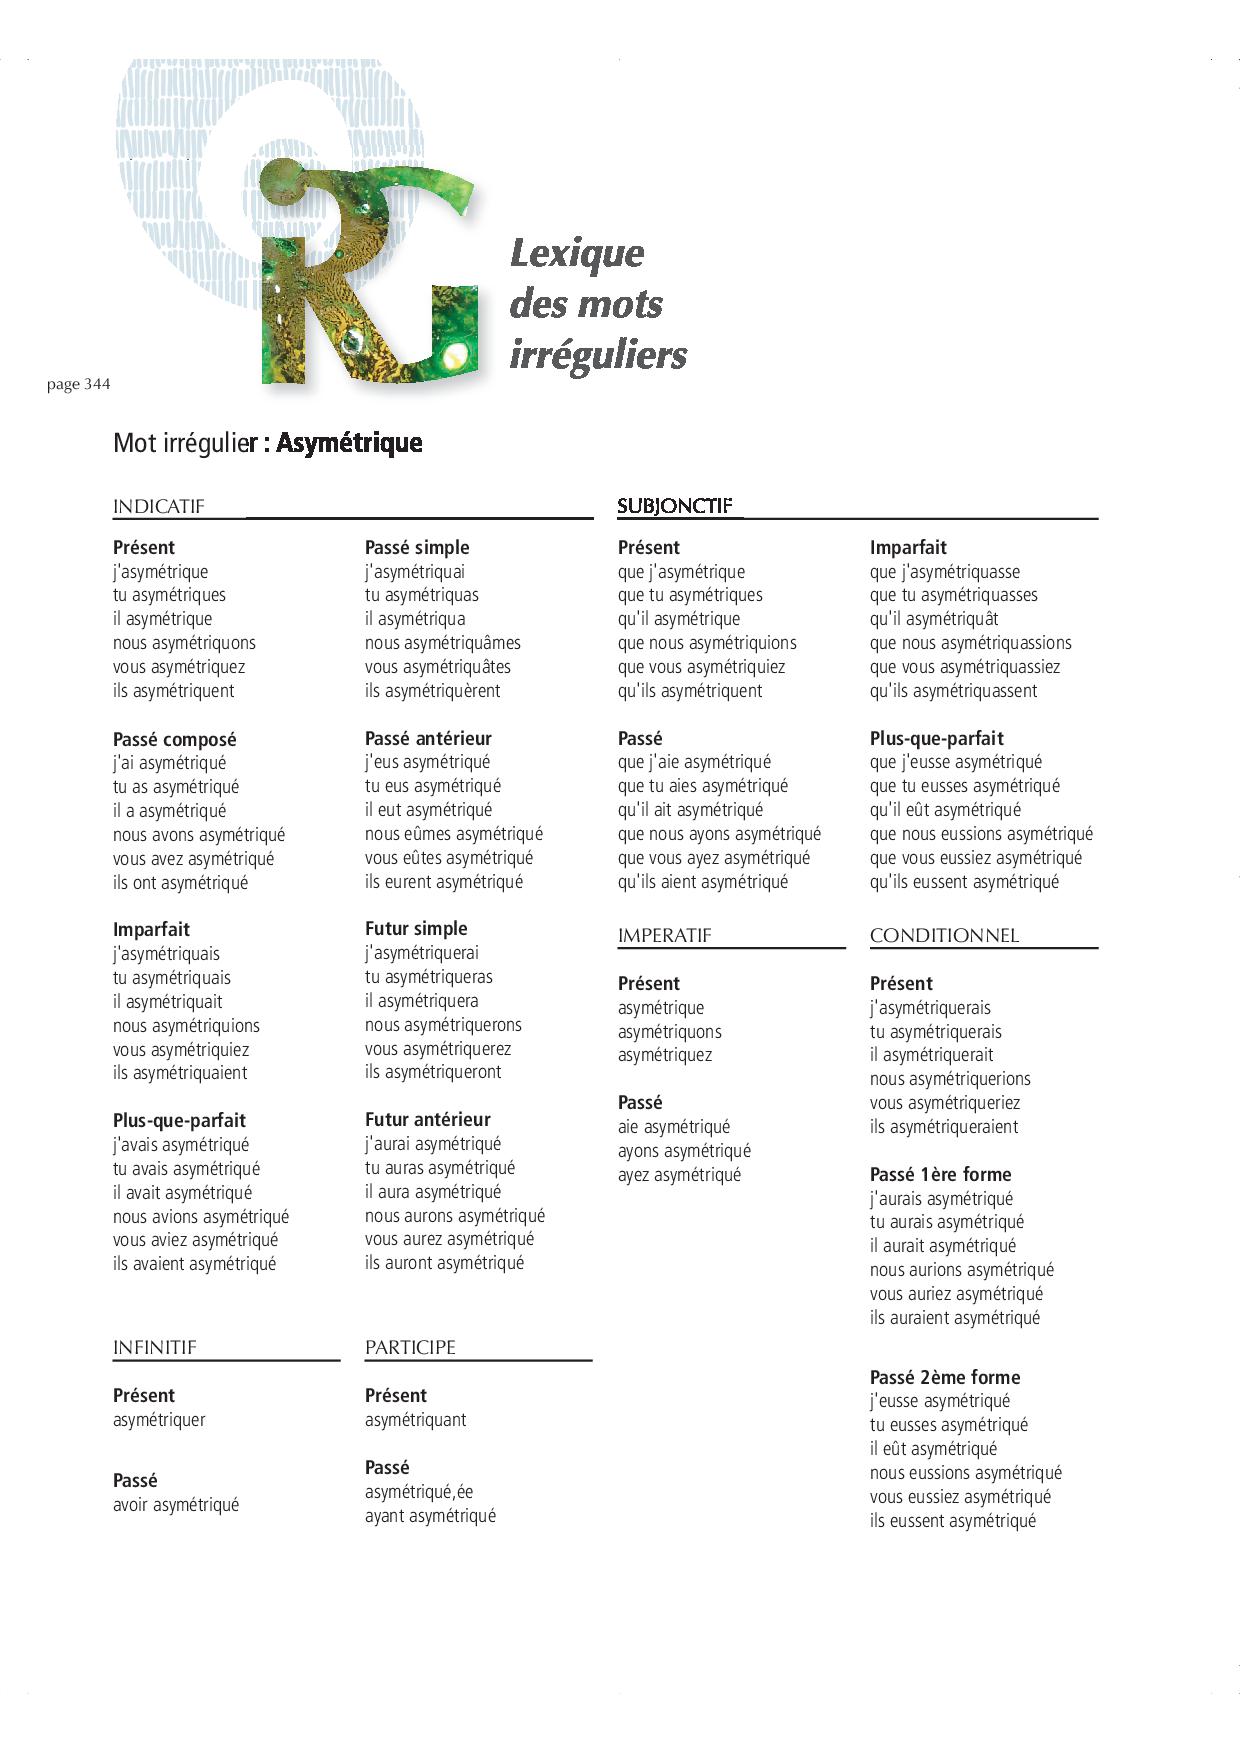 iRG
Lexique
des mots
irréguliers
page 344
Mot irrégulier : Asymétrique
INDICATIF
Présent
j'asymétrique
tu asymétriques
il asymétrique
nous asymétriquons
vous asymétriquez
ils asymétriquent
Passé composé
j'ai asymétriqué
tu as asymétriqué
il a asymétriqué
nous avons asymétriqué
vous avez asymétriqué
ils ont asymétriqué
Imparfait
j'asymétriquais
tu asymétriquais
il asymétriquait
nous asymétriquions
vous asymétriquiez
ils asymétriquaient
Plus-que-parfait
j'avais asymétriqué
tu avais asymétriqué
il avait asymétriqué
nous avions asymétriqué
vous aviez asymétriqué
ils avaient asymétriqué
Passé simple
j'asymétriquai
tu asymétriquas
il asymétriqua
nous asymétriquâmes
vous asymétriquâtes
ils asymétriquèrent
Passé antérieur
j'eus asymétriqué
tu eus asymétriqué
il eut asymétriqué
nous eûmes asymétriqué
vous eûtes asymétriqué
ils eurent asymétriqué
Futur simple
j'asymétriquerai
tu asymétriqueras
il asymétriquera
nous asymétriquerons
vous asymétriquerez
ils asymétriqueront
Futur antérieur
j'aurai asymétriqué
tu auras asymétriqué
il aura asymétriqué
nous aurons asymétriqué
vous aurez asymétriqué
ils auront asymétriqué
SUBJONCTIF
Présent
que j'asymétrique
que tu asymétriques
qu'il asymétrique
que nous asymétriquions
que vous asymétriquiez
qu'ils asymétriquent
Passé
que j'aie asymétriqué
que tu aies asymétriqué
qu'il ait asymétriqué
que nous ayons asymétriqué
que vous ayez asymétriqué
qu'ils aient asymétriqué
Imparfait
que j'asymétriquasse
que tu asymétriquasses
qu'il asymétriquât
que nous asymétriquassions
que vous asymétriquassiez
qu'ils asymétriquassent
Plus-que-parfait
que j'eusse asymétriqué
que tu eusses asymétriqué
qu'il eût asymétriqué
que nous eussions asymétriqué
que vous eussiez asymétriqué
qu'ils eussent asymétriqué
IMPERATIF
Présent
asymétrique
asymétriquons
asymétriquez
Passé
aie asymétriqué
ayons asymétriqué
ayez asymétriqué
CONDITIONNEL
Présent
j'asymétriquerais
tu asymétriquerais
il asymétriquerait
nous asymétriquerions
vous asymétriqueriez
ils asymétriqueraient
Passé 1ère forme
j'aurais asymétriqué
tu aurais asymétriqué
il aurait asymétriqué
nous aurions asymétriqué
vous auriez asymétriqué
ils auraient asymétriqué
Passé 2ème forme
j'eusse asymétriqué
tu eusses asymétriqué
il eût asymétriqué
nous eussions asymétriqué
vous eussiez asymétriqué
ils eussent asymétriqué
INFINITIF
Présent
asymétriquer
Passé
avoir asymétriqué
PARTICIPE
Présent
asymétriquant
Passé
asymétriqué,ée
ayant asymétriqué